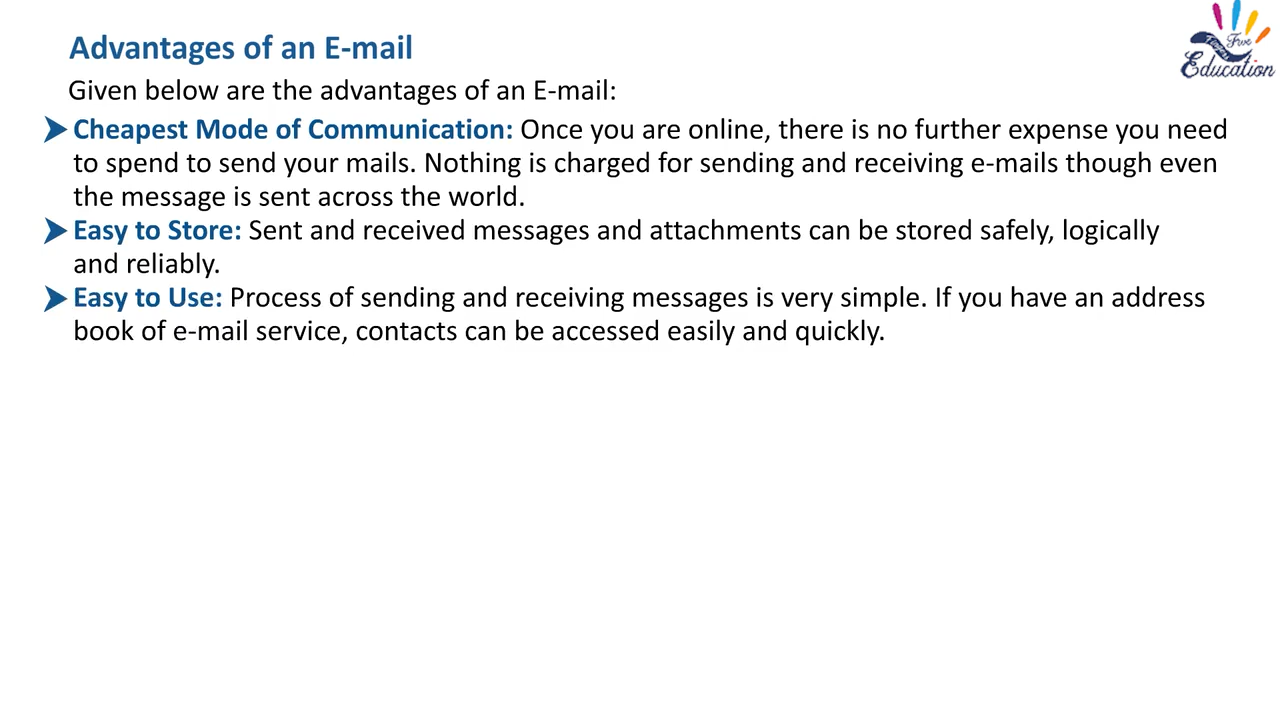 Advantages of an E-mail
Given below are the advantages of an E-mail:
Cheapest Mode of Communication: Once you are online, there is no further expense you need
to spend to send your mails. Nothing is charged for sending and receiving e-mails though even
the message is sent across the world.
Easy to Store: Sent and received messages and attachments can be stored safely, logically
and reliably.
Easy to Use: Process of sending and receiving messages is very simple. If you have an address
book of e-mail service, contacts can be accessed easily and quickly.
Five
Education